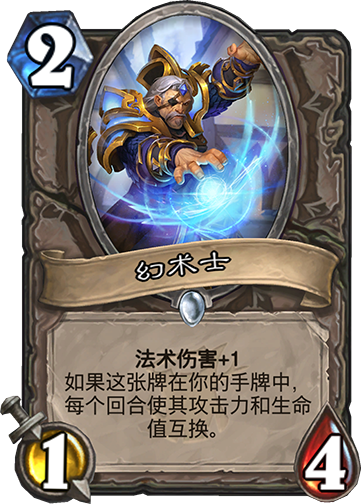 2
幻术士
法术伤害+1
如果这张牌在你的手牌中，
每个回合使其攻击力和生命
值互换。
1
4